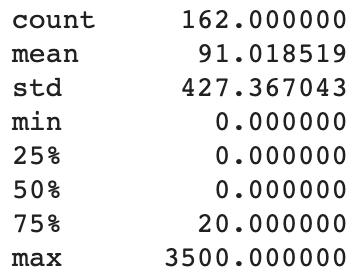 count 162.000000
mean 91.018519
std 427.367043
min 0.000000
25% 0.000000
50% 0.000000
75% 20.000000
max 3500.000000